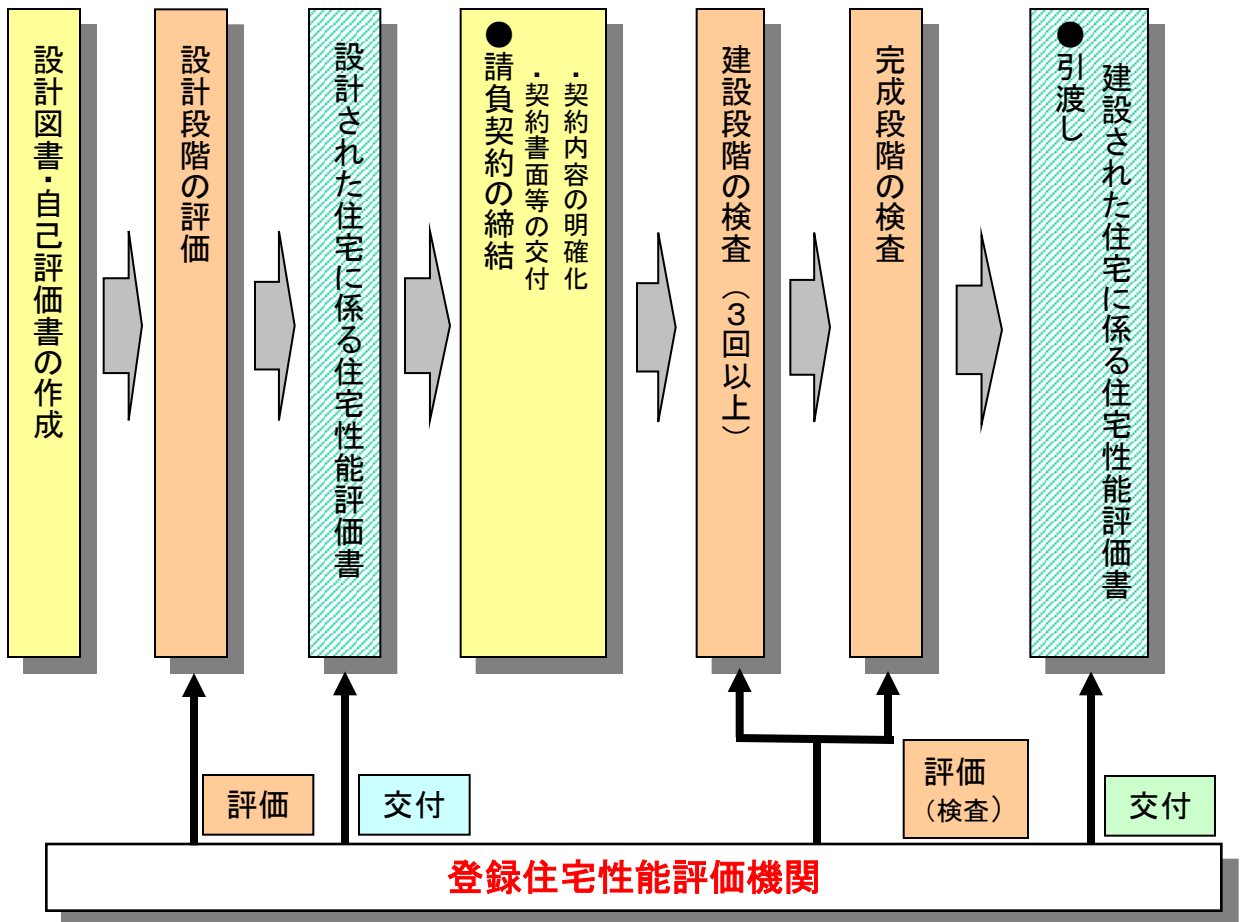 設計図書・自己評価書の作成
設計段階の評価
設計された住宅に係る住宅性能評価書
●請負契約の締結
・契約書面等の交付
・契約内容の明確化
建設段階の検査（３回以上）
完成段階の検査
●引渡し
建設された住宅に係る住宅性能評価書
評価
交付
評価
（検査）
交付
登録住宅性能評価機関